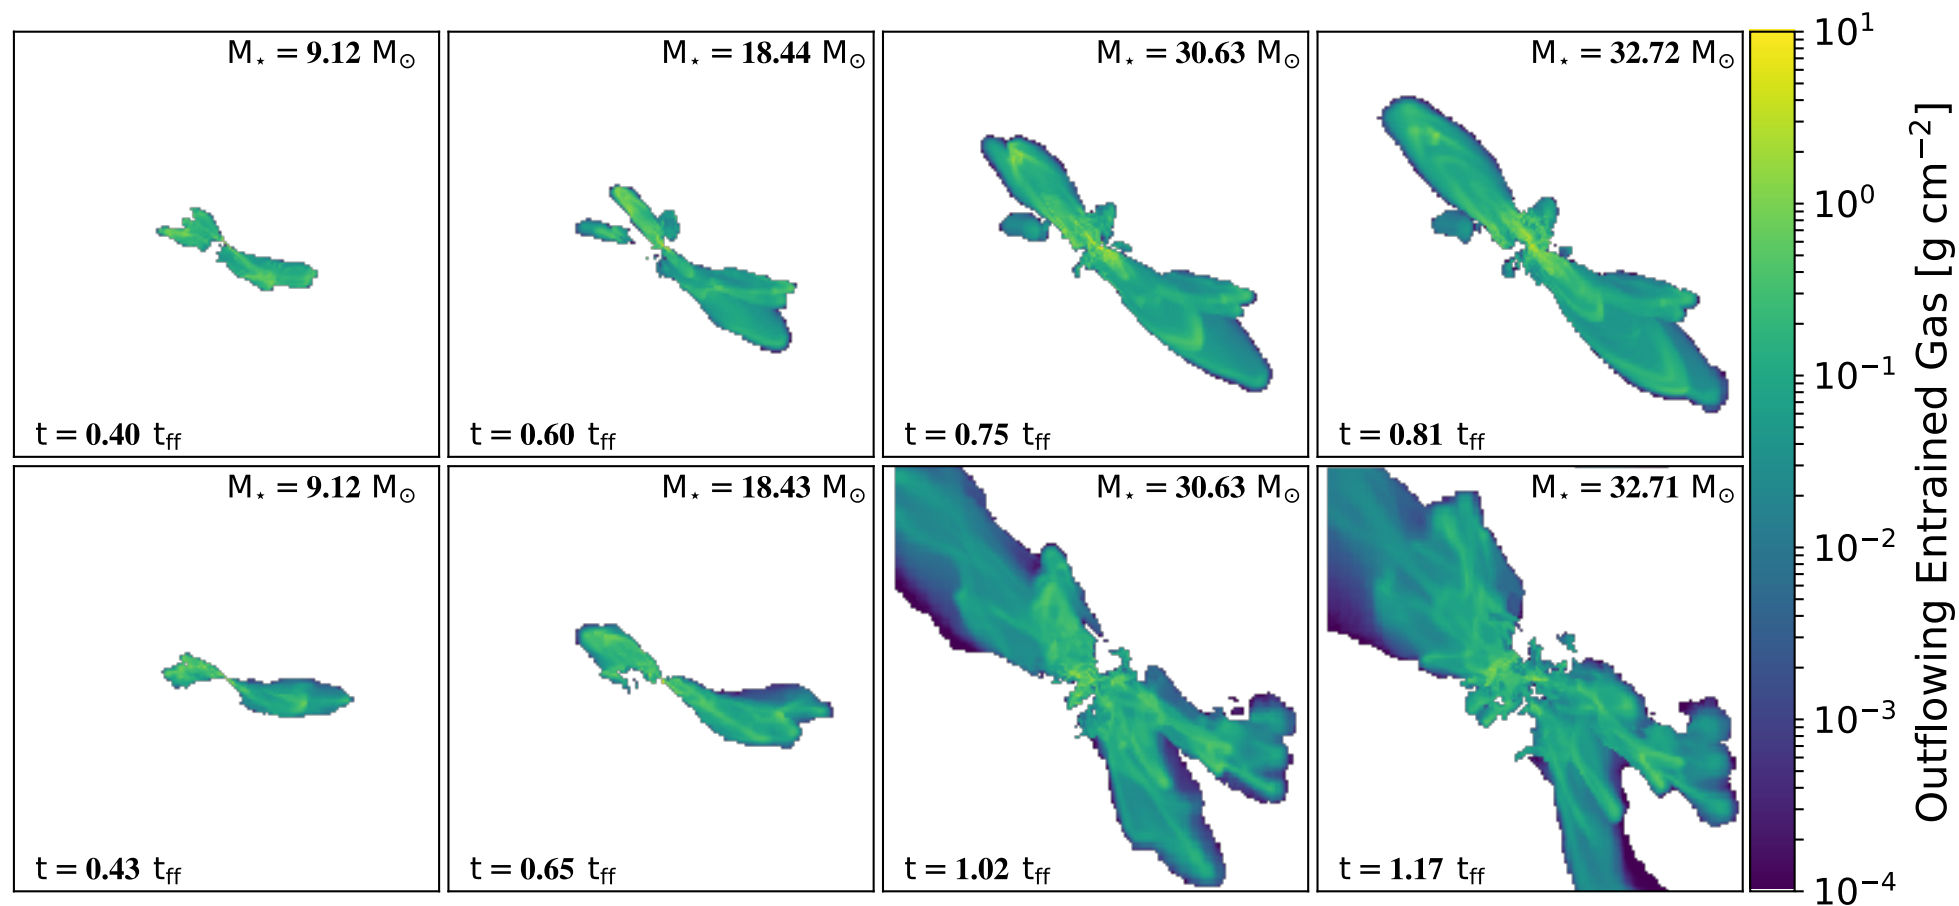 M⋆ = 9.12 M⊙
M⋆ = 18.44 M⊙
M⋆ = 30.63 M⊙
M⋆ = 32.72 M⊙
t = 0.40 tff
t = 0.60 tff
t = 0.75 tff
t = 0.81 tff
M⋆ = 9.12 M⊙
M⋆ = 18.43 M⊙
M⋆ = 30.63 M⊙
M⋆ = 32.71 M⊙
t = 0.43 tff
t = 0.65 tff
t = 1.02 tff
t = 1.17 tff
10¹
10⁰
10⁻¹
10⁻²
10⁻³
10⁻⁴
Outflowing Entrained Gas [g cm⁻²]